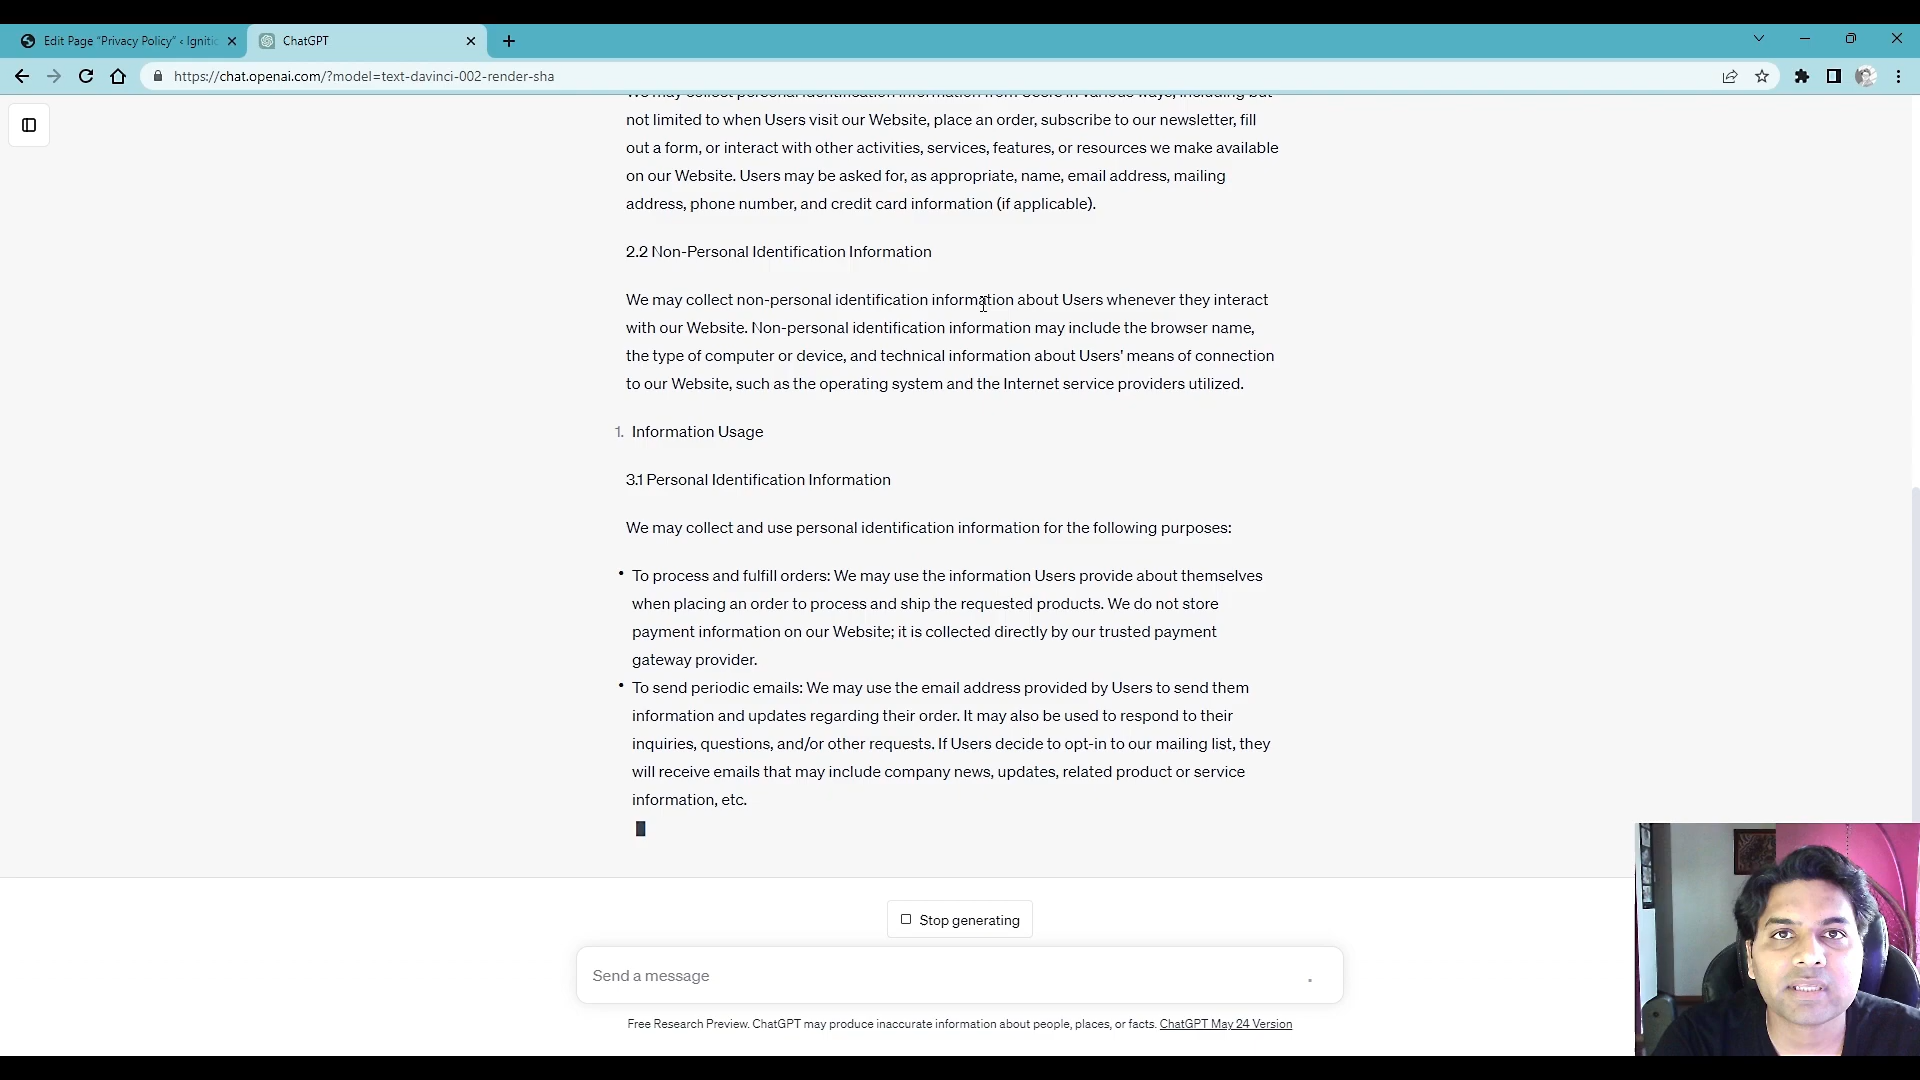 Edit Page “Privacy Policy” ‹ Igniti
ChatGPT
https://chat.openai.com/?model=text-davinci-002-render-sha
We may collect personal identification information from Users in various ways, including but
not limited to when Users visit our Website, place an order, subscribe to our newsletter, fill
out a form, or interact with other activities, services, features, or resources we make available
on our Website. Users may be asked for, as appropriate, name, email address, mailing
address, phone number, and credit card information (if applicable).
2.2 Non-Personal Identification Information
We may collect non-personal identification information about Users whenever they interact
with our Website. Non-personal identification information may include the browser name,
the type of computer or device, and technical information about Users' means of connection
to our Website, such as the operating system and the Internet service providers utilized.
1. Information Usage
3.1 Personal Identification Information
We may collect and use personal identification information for the following purposes:
• To process and fulfill orders: We may use the information Users provide about themselves
when placing an order to process and ship the requested products. We do not store
payment information on our Website; it is collected directly by our trusted payment
gateway provider.
• To send periodic emails: We may use the email address provided by Users to send them
information and updates regarding their order. It may also be used to respond to their
inquiries, questions, and/or other requests. If Users decide to opt-in to our mailing list, they
will receive emails that may include company news, updates, related product or service
information, etc.
Stop generating
Send a message
Free Research Preview. ChatGPT may produce inaccurate information about people, places, or facts. ChatGPT May 24 Version